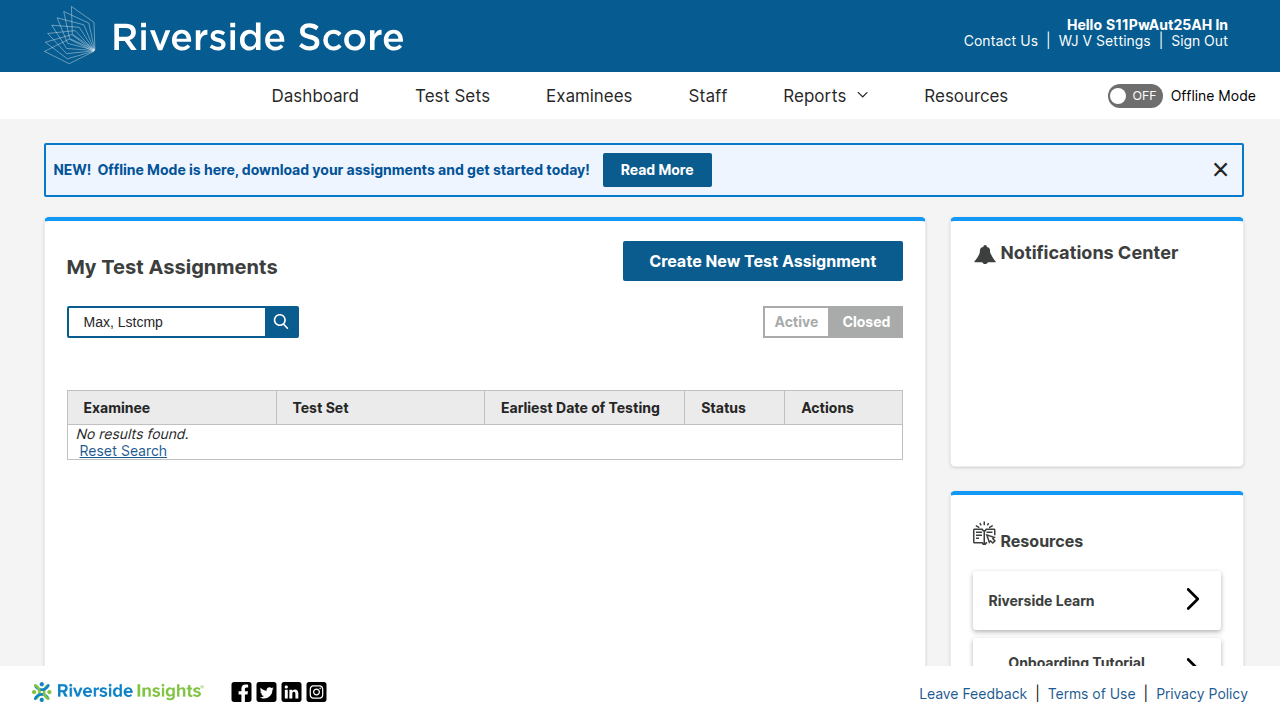 Riverside Score
Hello S11PwAut25AH In
Contact Us | WJ V Settings | Sign Out
Dashboard Test Sets Examinees Staff Reports Resources OFF Offline Mode
NEW! Offline Mode is here, download your assignments and get started today! Read More
My Test Assignments
Create New Test Assignment
Max, Lstcmp
Active Closed
Examinee Test Set Earliest Date of Testing Status Actions
No results found.
Reset Search
Notifications Center
Resources
Riverside Learn
Onboarding Tutorial
Riverside Insights
Leave Feedback | Terms of Use | Privacy Policy